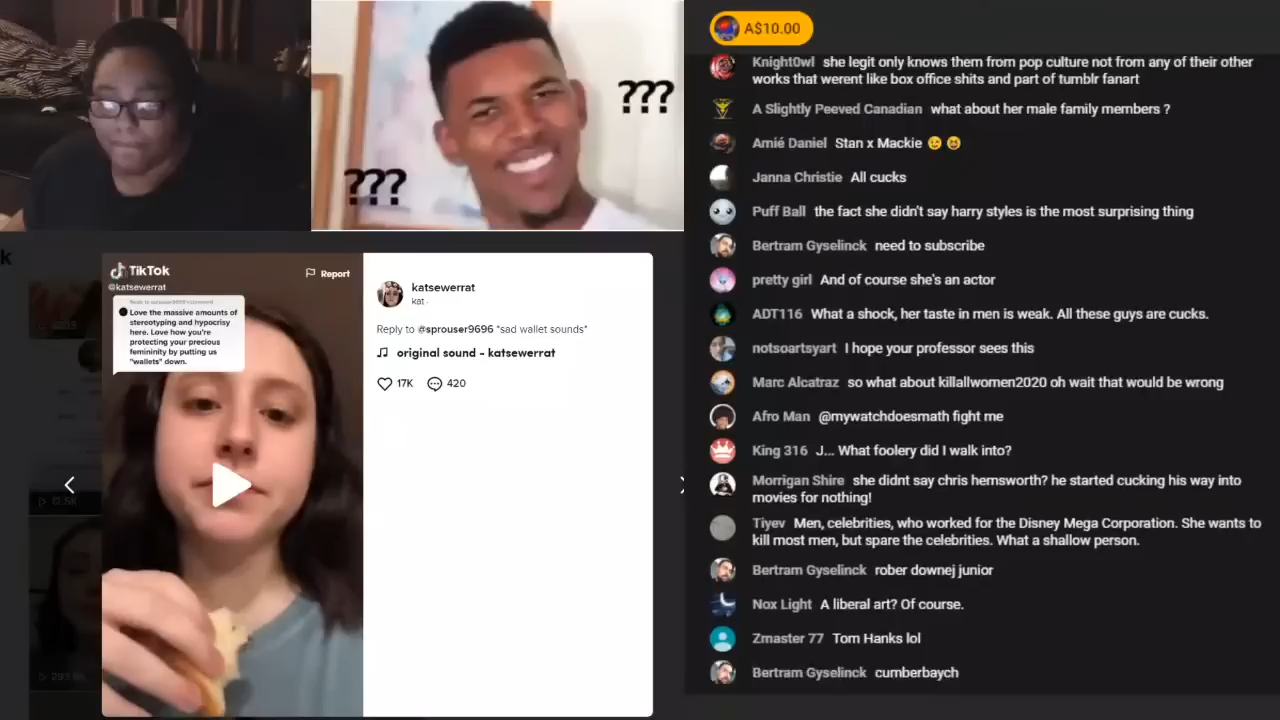 ???
???
k
TikTok
@katsewerrat
Report
Reply to sprouser9696's comment
Love the massive amounts of
stereotyping and hypocrisy
here. Love how you're
protecting your precious
femininity by putting us
"wallets" down.
katsewerrat
kat ·
Reply to @sprouser9696 *sad wallet sounds*
original sound - katsewerrat
17K
420
A$10.00
Knight0wl she legit only knows them from pop culture not from any of their other
works that werent like box office shits and part of tumblr fanart
A Slightly Peeved Canadian what about her male family members ?
Amié Daniel Stan x Mackie 😉 😆
Janna Christie All cucks
Puff Ball the fact she didn't say harry styles is the most surprising thing
Bertram Gyselinck need to subscribe
pretty girl And of course she's an actor
ADT116 What a shock, her taste in men is weak. All these guys are cucks.
notsoartsyart I hope your professor sees this
Marc Alcatraz so what about killallwomen2020 oh wait that would be wrong
Afro Man @mywatchdoesmath fight me
King 316 J... What foolery did I walk into?
Morrigan Shire she didnt say chris hemsworth? he started cucking his way into
movies for nothing!
Tiyev Men, celebrities, who worked for the Disney Mega Corporation. She wants to
kill most men, but spare the celebrities. What a shallow person.
Bertram Gyselinck rober downej junior
Nox Light A liberal art? Of course.
Zmaster 77 Tom Hanks lol
Bertram Gyselinck cumberbaych